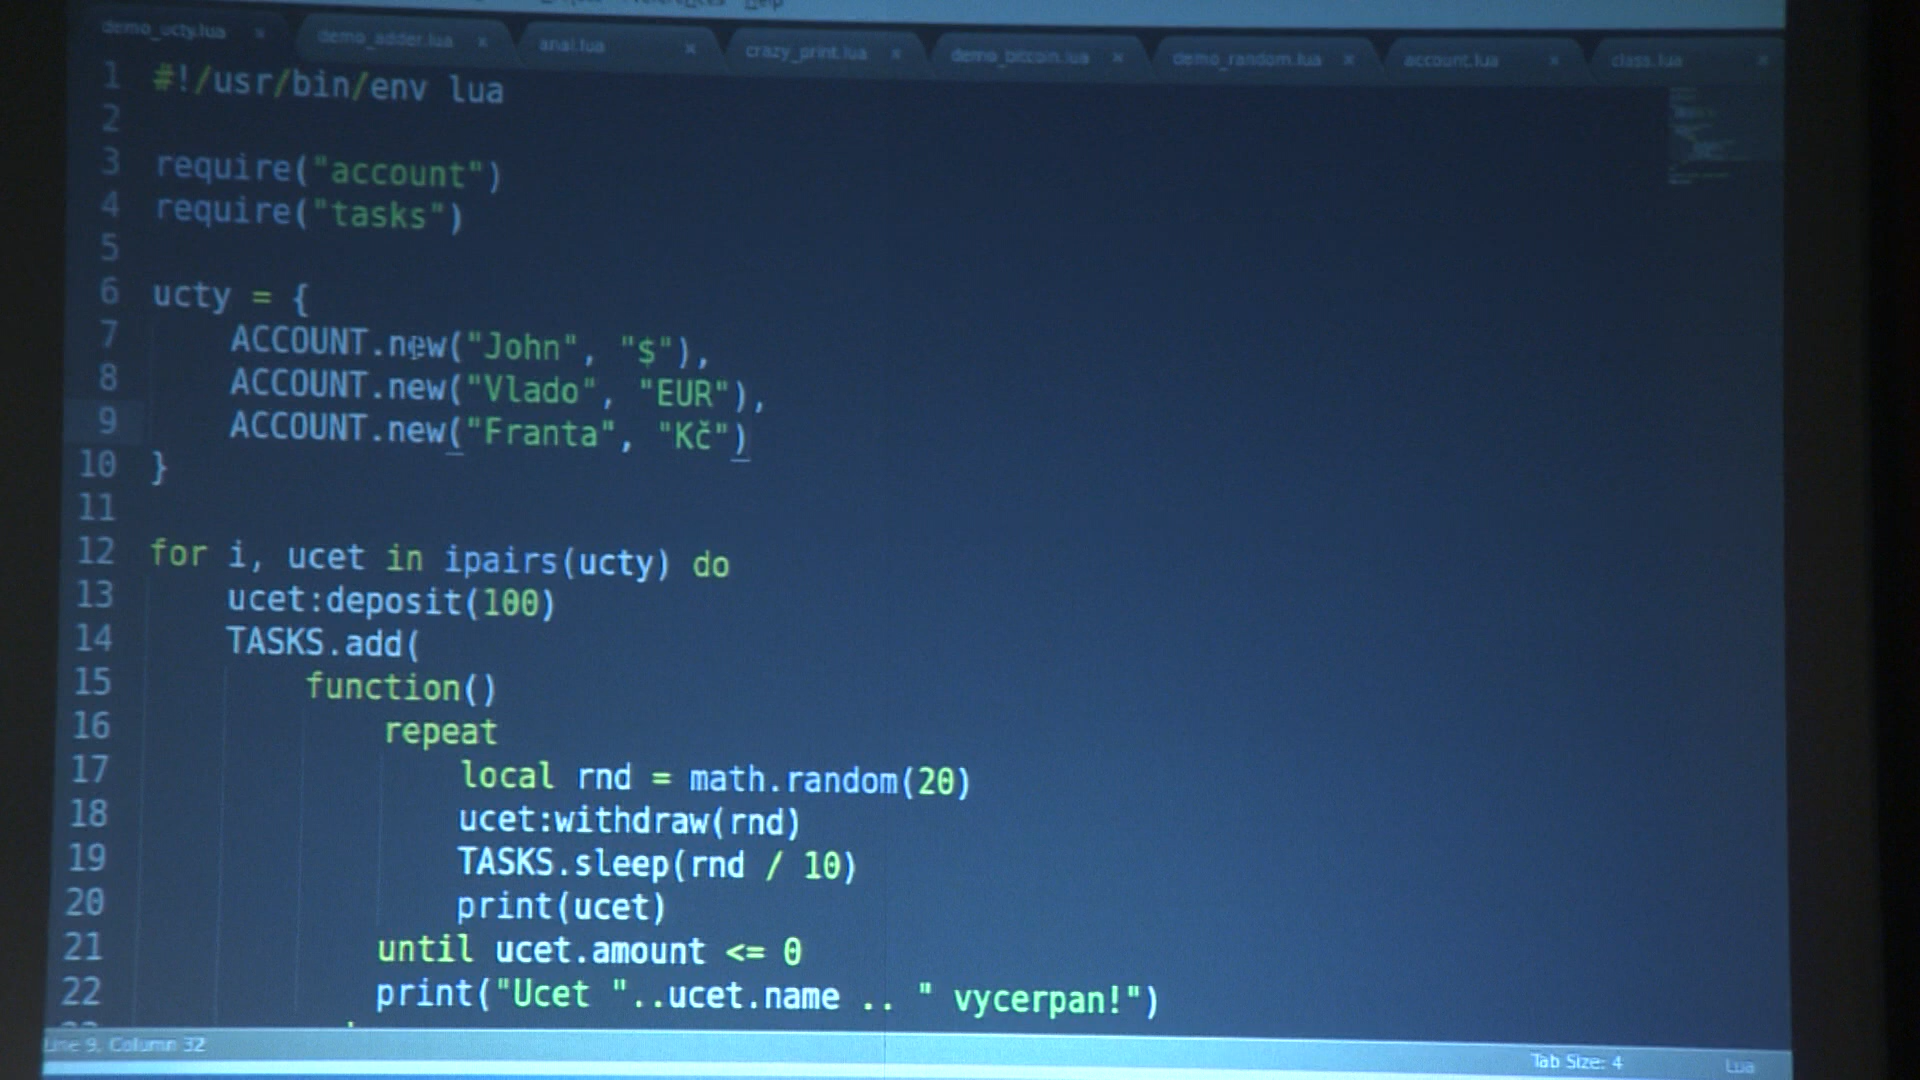 Help
demo_ucty.lua × demo_adder.lua × anal.lua × crazy_print.lua × demo_bitcoin.lua × demo_random.lua × account.lua × class.lua ×
1 #!/usr/bin/env lua
2
3 require("account")
4 require("tasks")
5
6 ucty = {
7 ACCOUNT.new("John", "$"),
8 ACCOUNT.new("Vlado", "EUR"),
9 ACCOUNT.new("Franta", "Kč")
10 }
11
12 for i, ucet in ipairs(ucty) do
13 ucet:deposit(100)
14 TASKS.add(
15 function()
16 repeat
17 local rnd = math.random(20)
18 ucet:withdraw(rnd)
19 TASKS.sleep(rnd / 10)
20 print(ucet)
21 until ucet.amount <= 0
22 print("Ucet "..ucet.name .. " vycerpan!")
Line 9, Column 32 Tab Size: 4 Lua